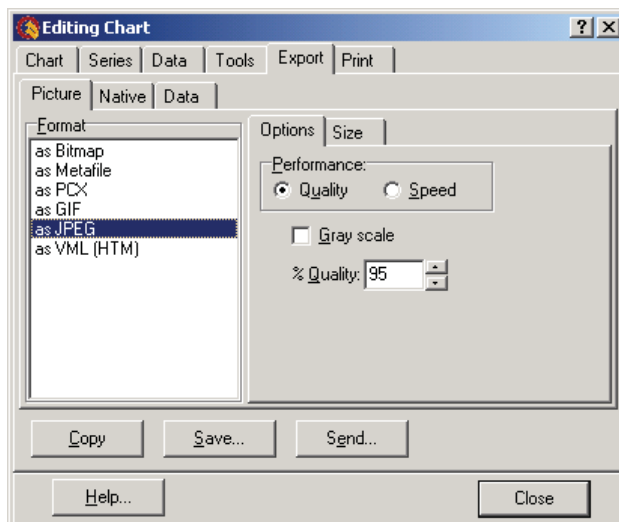 Editing Chart
Chart Series Data Tools Export Print
Picture Native Data
Format
as Bitmap
as Metafile
as PCX
as GIF
as JPEG
as VML (HTM)
Options Size
Performance:
Quality Speed
Gray scale
% Quality: 95
Copy Save... Send...
Help... Close